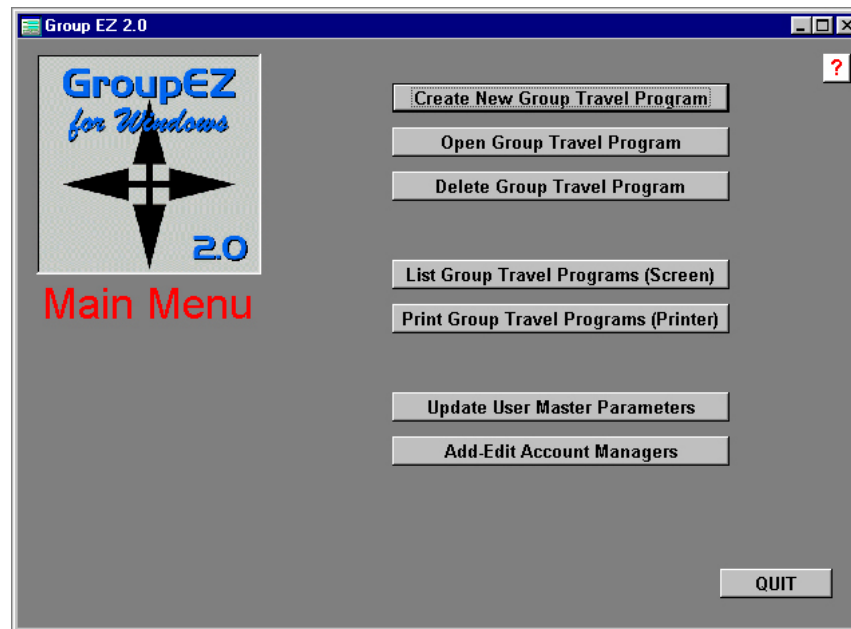 Group EZ 2.0
GroupEZ
for Windows
2.0
Main Menu
?
Create New Group Travel Program
Open Group Travel Program
Delete Group Travel Program
List Group Travel Programs (Screen)
Print Group Travel Programs (Printer)
Update User Master Parameters
Add-Edit Account Managers
QUIT